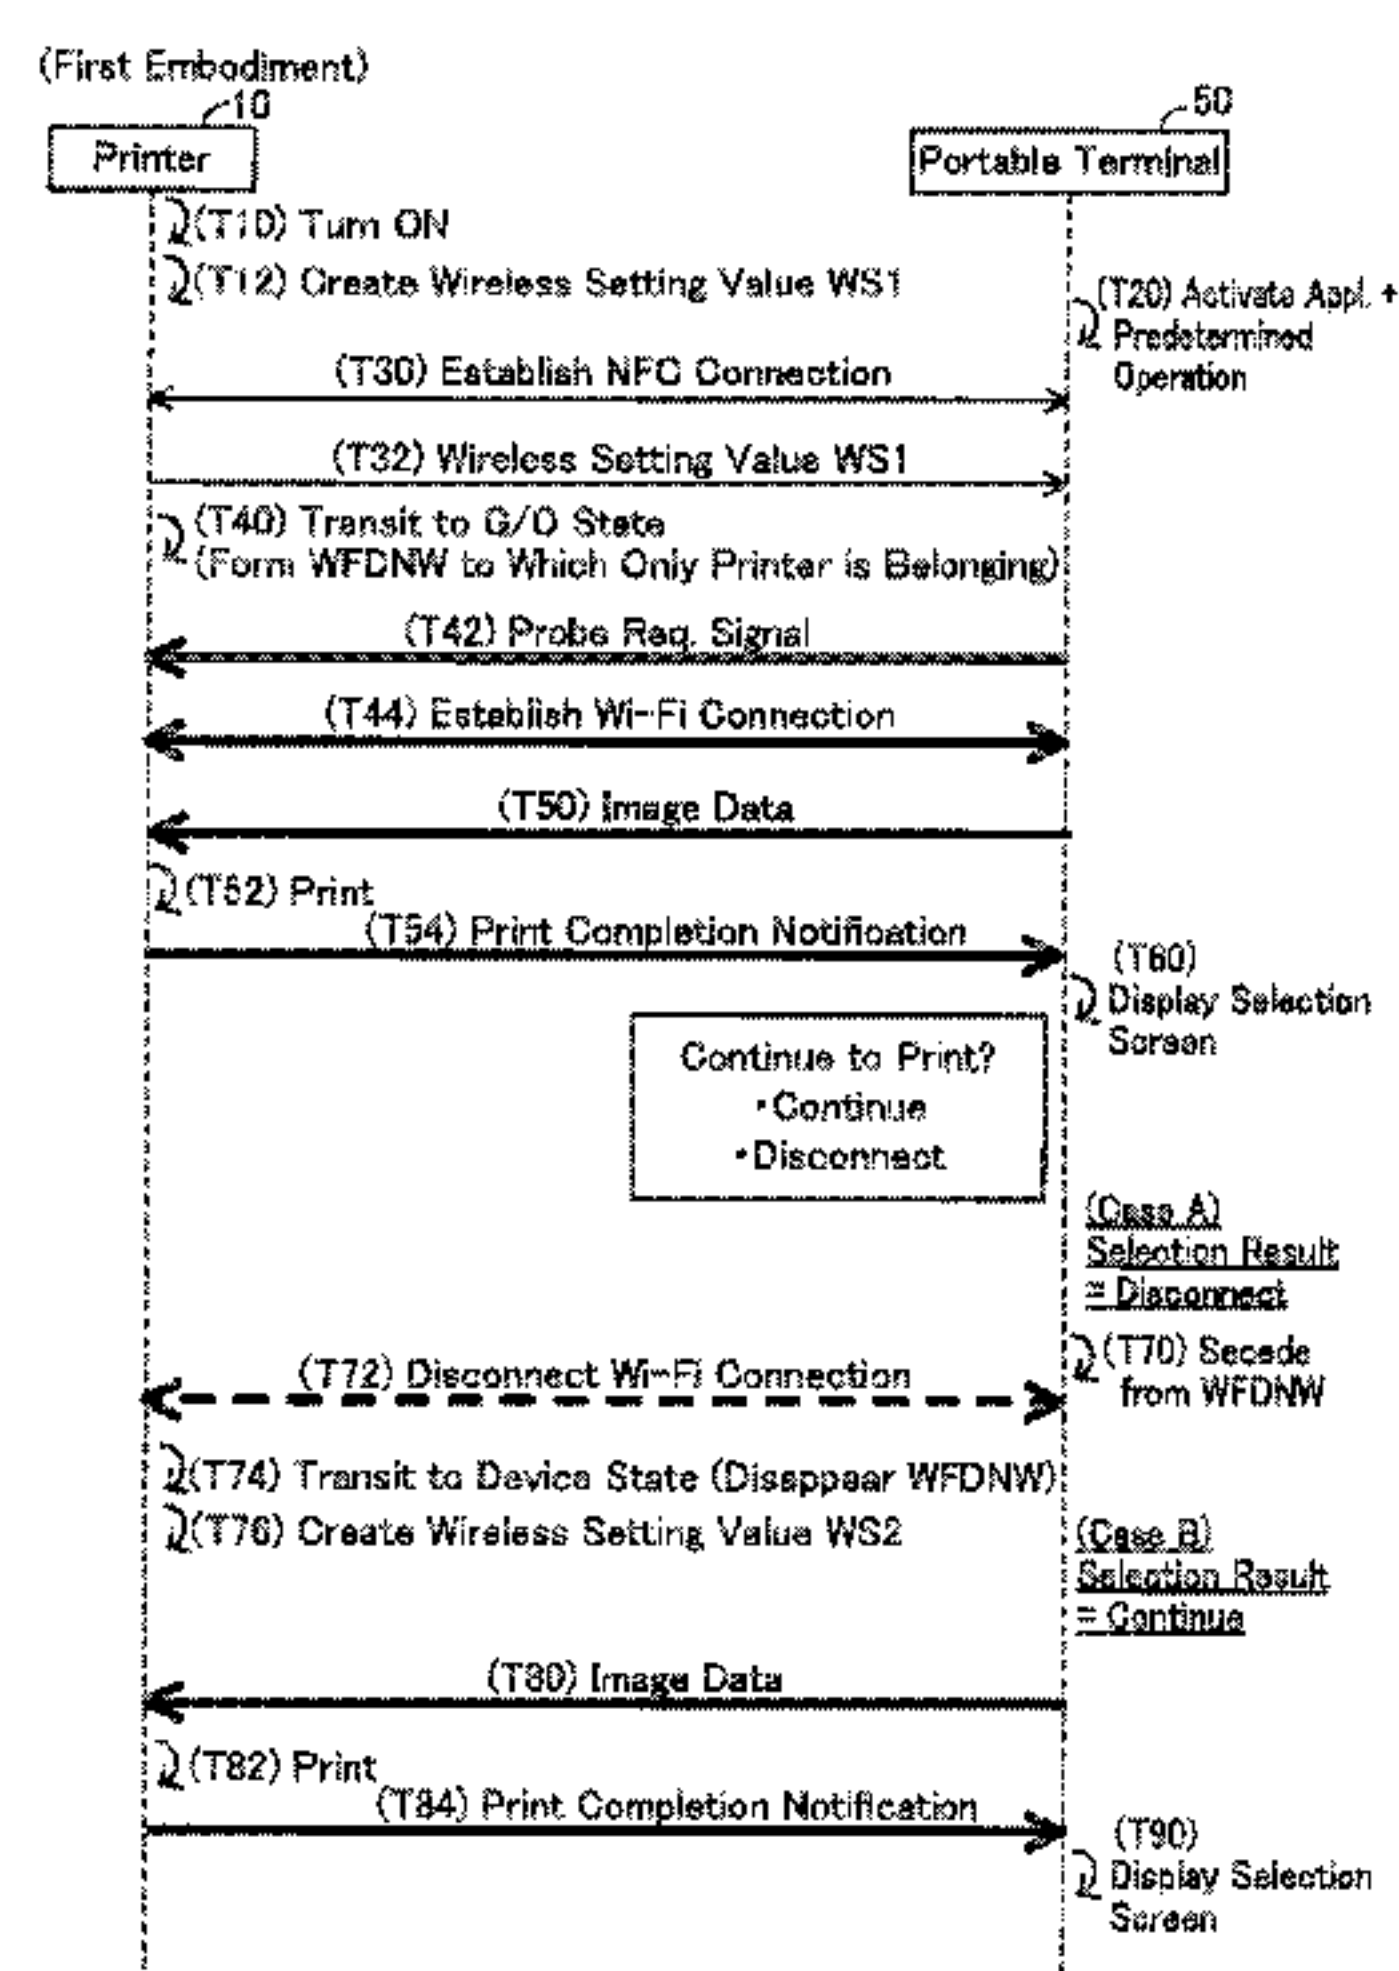 (First Embodiment)
10
50
Printer
Portable Terminal
(T10) Turn ON
(T12) Create Wireless Setting Value WS1
(T20) Activate Appl. +
Predetermined
Operation
(T30) Establish NFC Connection
(T32) Wireless Setting Value WS1
(T40) Transit to G/O State
(Form WFDNW to Which Only Printer is Belonging)
(T42) Probe Req. Signal
(T44) Establish Wi-Fi Connection
(T50) Image Data
(T52) Print
(T54) Print Completion Notification
(T60)
Display Selection
Screen
Continue to Print?
・Continue
・Disconnect
(Case A)
Selection Result
= Disconnect
(T70) Secede
from WFDNW
(T72) Disconnect Wi-Fi Connection
(T74) Transit to Device State (Disappear WFDNW)
(T76) Create Wireless Setting Value WS2
(Case B)
Selection Result
= Continue
(T80) Image Data
(T82) Print
(T84) Print Completion Notification
(T90)
Display Selection
Screen